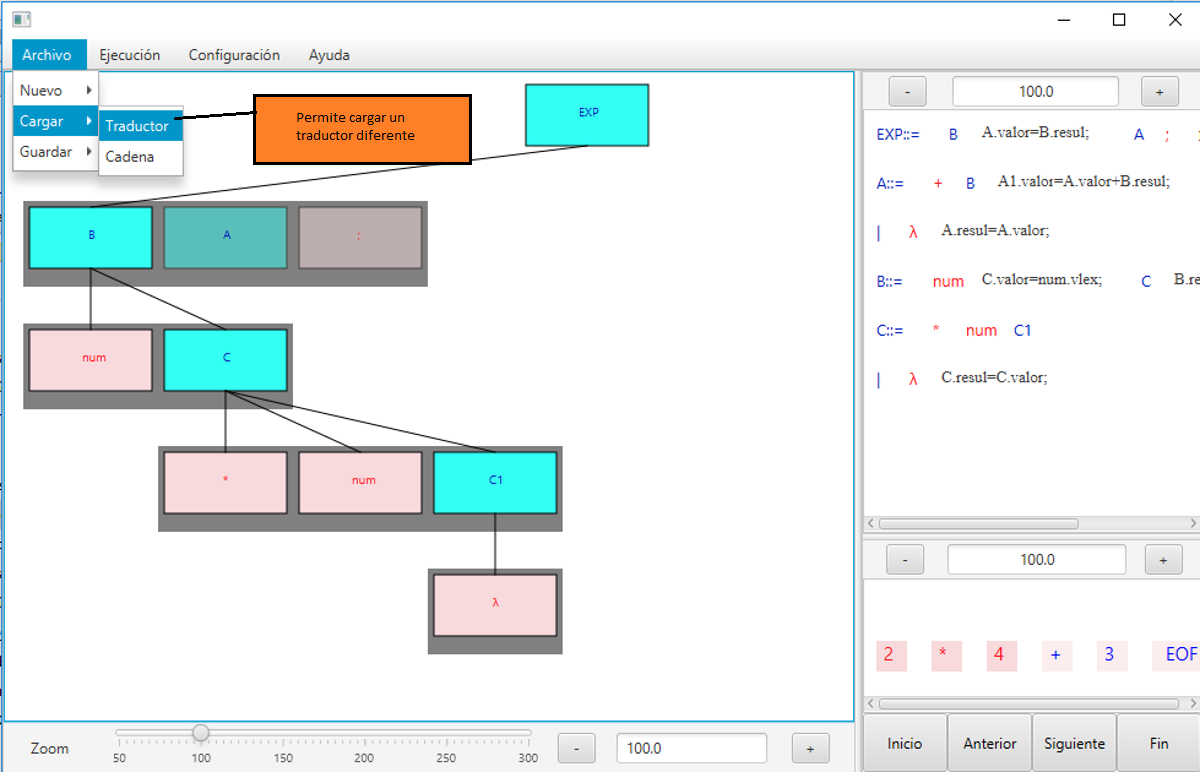 Archivo Ejecución Configuración Ayuda
Nuevo
Cargar
Guardar
Traductor
Cadena
Permite cargar un
traductor diferente
EXP
B A ;
num C
* num C1
λ
Zoom
50 100 150 200 250 300
- 100.0 +
- 100.0 +
EXP::= B A.valor=B.resul; A ;
A::= + B A1.valor=A.valor+B.resul;
| λ A.resul=A.valor;
B::= num C.valor=num.vlex; C B.re
C::= * num C1
| λ C.resul=C.valor;
- 100.0 +
2 * 4 + 3 EOF
Inicio Anterior Siguiente Fin